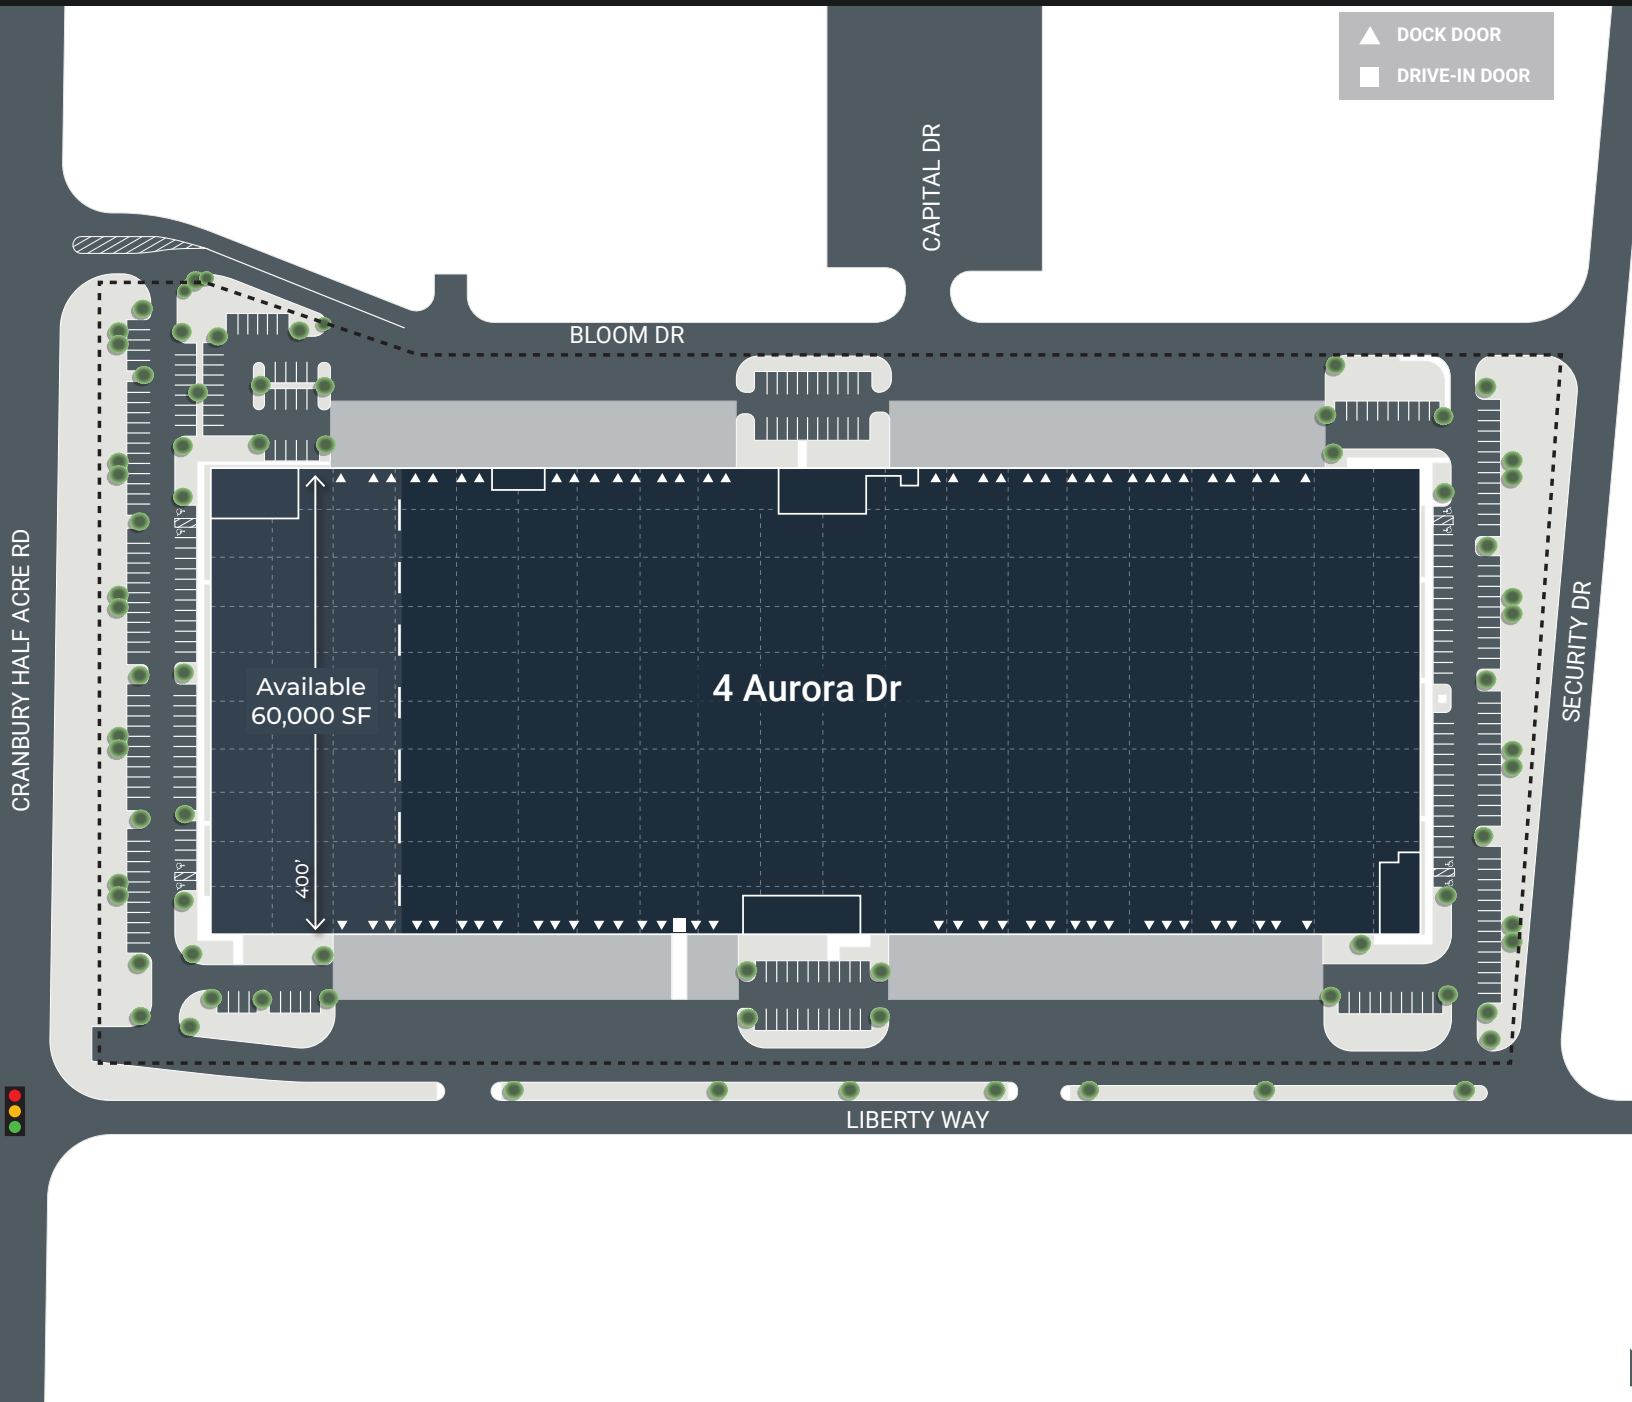 DOCK DOOR
DRIVE-IN DOOR
CAPITAL DR
BLOOM DR
CRANBURY HALF ACRE RD
SECURITY DR
Available
60,000 SF
4 Aurora Dr
400'
LIBERTY WAY